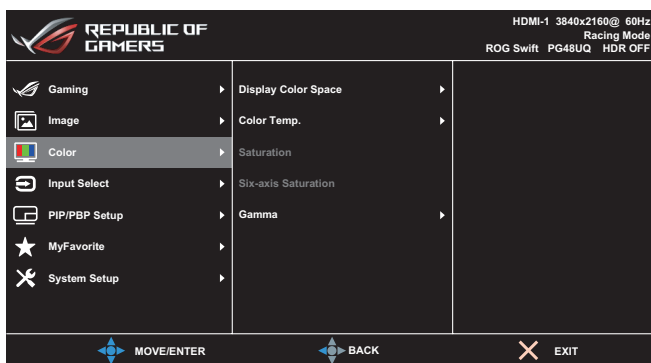 REPUBLIC OF
GAMERS
HDMI-1 3840x2160@ 60Hz
Racing Mode
ROG Swift PG48UQ HDR OFF
Gaming
Image
Color
Input Select
PIP/PBP Setup
MyFavorite
System Setup
Display Color Space
Color Temp.
Saturation
Six-axis Saturation
Gamma
MOVE/ENTER
BACK
EXIT